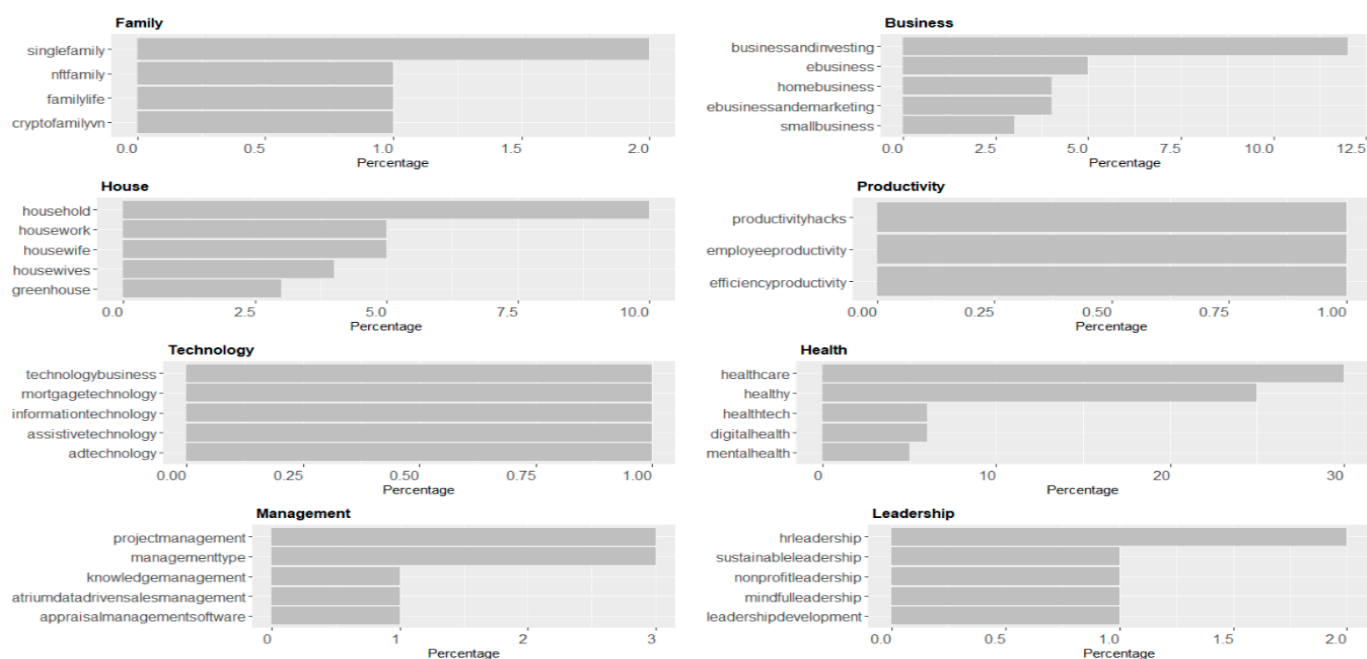 Family
singlefamily
nftfamily
familylife
cryptofamilyvn
0.0 0.5 1.0 1.5 2.0
Percentage
Business
businessandinvesting
ebusiness
homebusiness
ebusinessandemarketing
smallbusiness
0.0 2.5 5.0 7.5 10.0 12.5
Percentage
House
household
housework
housewife
housewives
greenhouse
0.0 2.5 5.0 7.5 10.0
Percentage
Productivity
productivityhacks
employeeproductivity
efficiencyproductivity
0.00 0.25 0.50 0.75 1.00
Percentage
Technology
technologybusiness
mortgagetechnology
informationtechnology
assistivetechnology
adtechnology
0.00 0.25 0.50 0.75 1.00
Percentage
Health
healthcare
healthy
healthtech
digitalhealth
mentalhealth
0 10 20 30
Percentage
Management
projectmanagement
managementtype
knowledgemanagement
atriumdatadrivensalesmanagement
appraisalmanagementsoftware
0 1 2 3
Percentage
Leadership
hrleadership
sustainableleadership
nonprofitleadership
mindfulleadership
leadershipdevelopment
0.0 0.5 1.0 1.5 2.0
Percentage